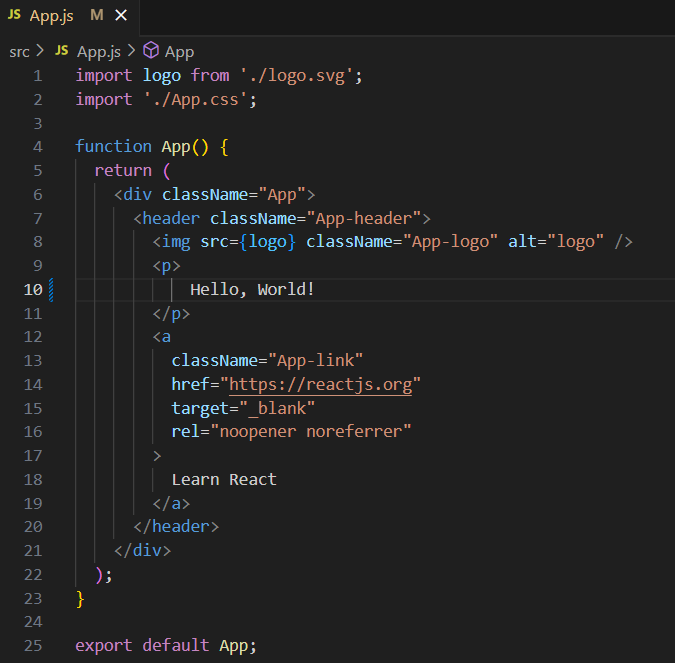 JS App.js M ×
src > JS App.js > App
1 import logo from './logo.svg';
2 import './App.css';
3
4 function App() {
5   return (
6     <div className="App">
7       <header className="App-header">
8         <img src={logo} className="App-logo" alt="logo" />
9         <p>
10             Hello, World!
11         </p>
12         <a
13           className="App-link"
14           href="https://reactjs.org"
15           target="_blank"
16           rel="noopener noreferrer"
17         >
18           Learn React
19         </a>
20       </header>
21     </div>
22   );
23 }
24
25 export default App;